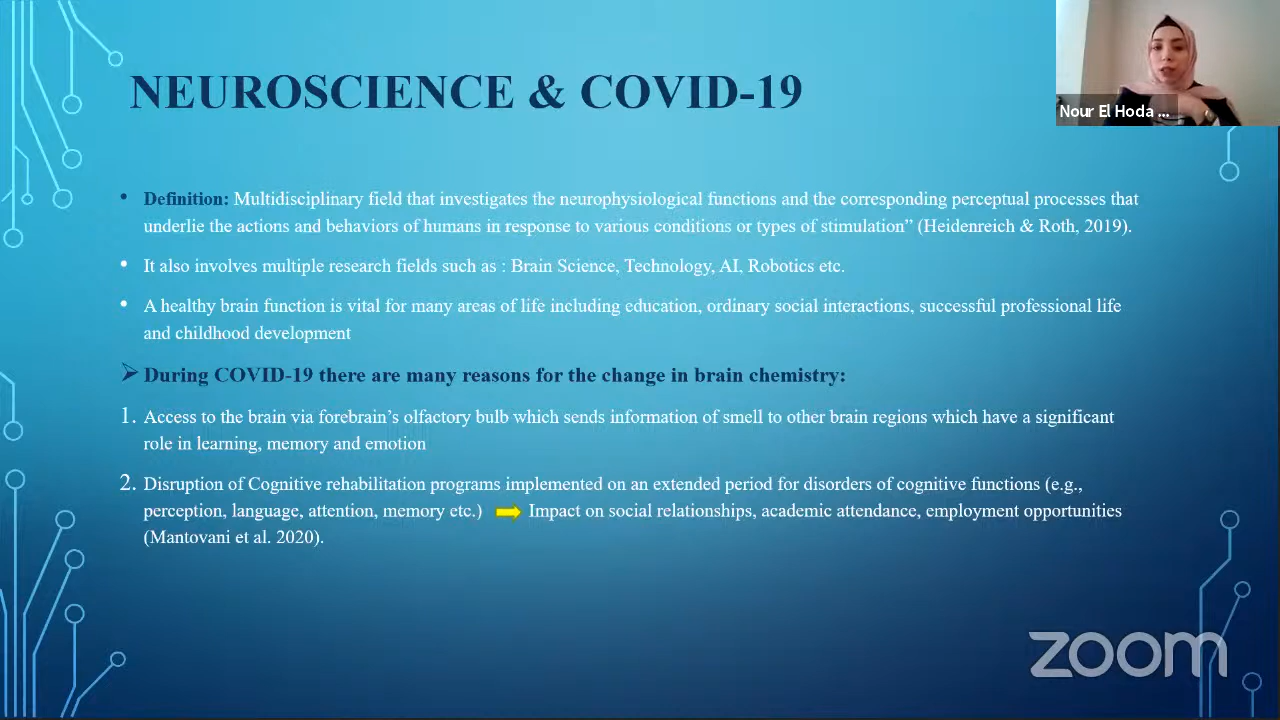 NEUROSCIENCE & COVID-19
Nour El Hoda ...
• Definition: Multidisciplinary field that investigates the neurophysiological functions and the corresponding perceptual processes that
underlie the actions and behaviors of humans in response to various conditions or types of stimulation” (Heidenreich & Roth, 2019).
• It also involves multiple research fields such as : Brain Science, Technology, AI, Robotics etc.
• A healthy brain function is vital for many areas of life including education, ordinary social interactions, successful professional life
and childhood development
➢ During COVID-19 there are many reasons for the change in brain chemistry:
1. Access to the brain via forebrain’s olfactory bulb which sends information of smell to other brain regions which have a significant
role in learning, memory and emotion
2. Disruption of Cognitive rehabilitation programs implemented on an extended period for disorders of cognitive functions (e.g.,
perception, language, attention, memory etc.) Impact on social relationships, academic attendance, employment opportunities
(Mantovani et al. 2020).
zoom